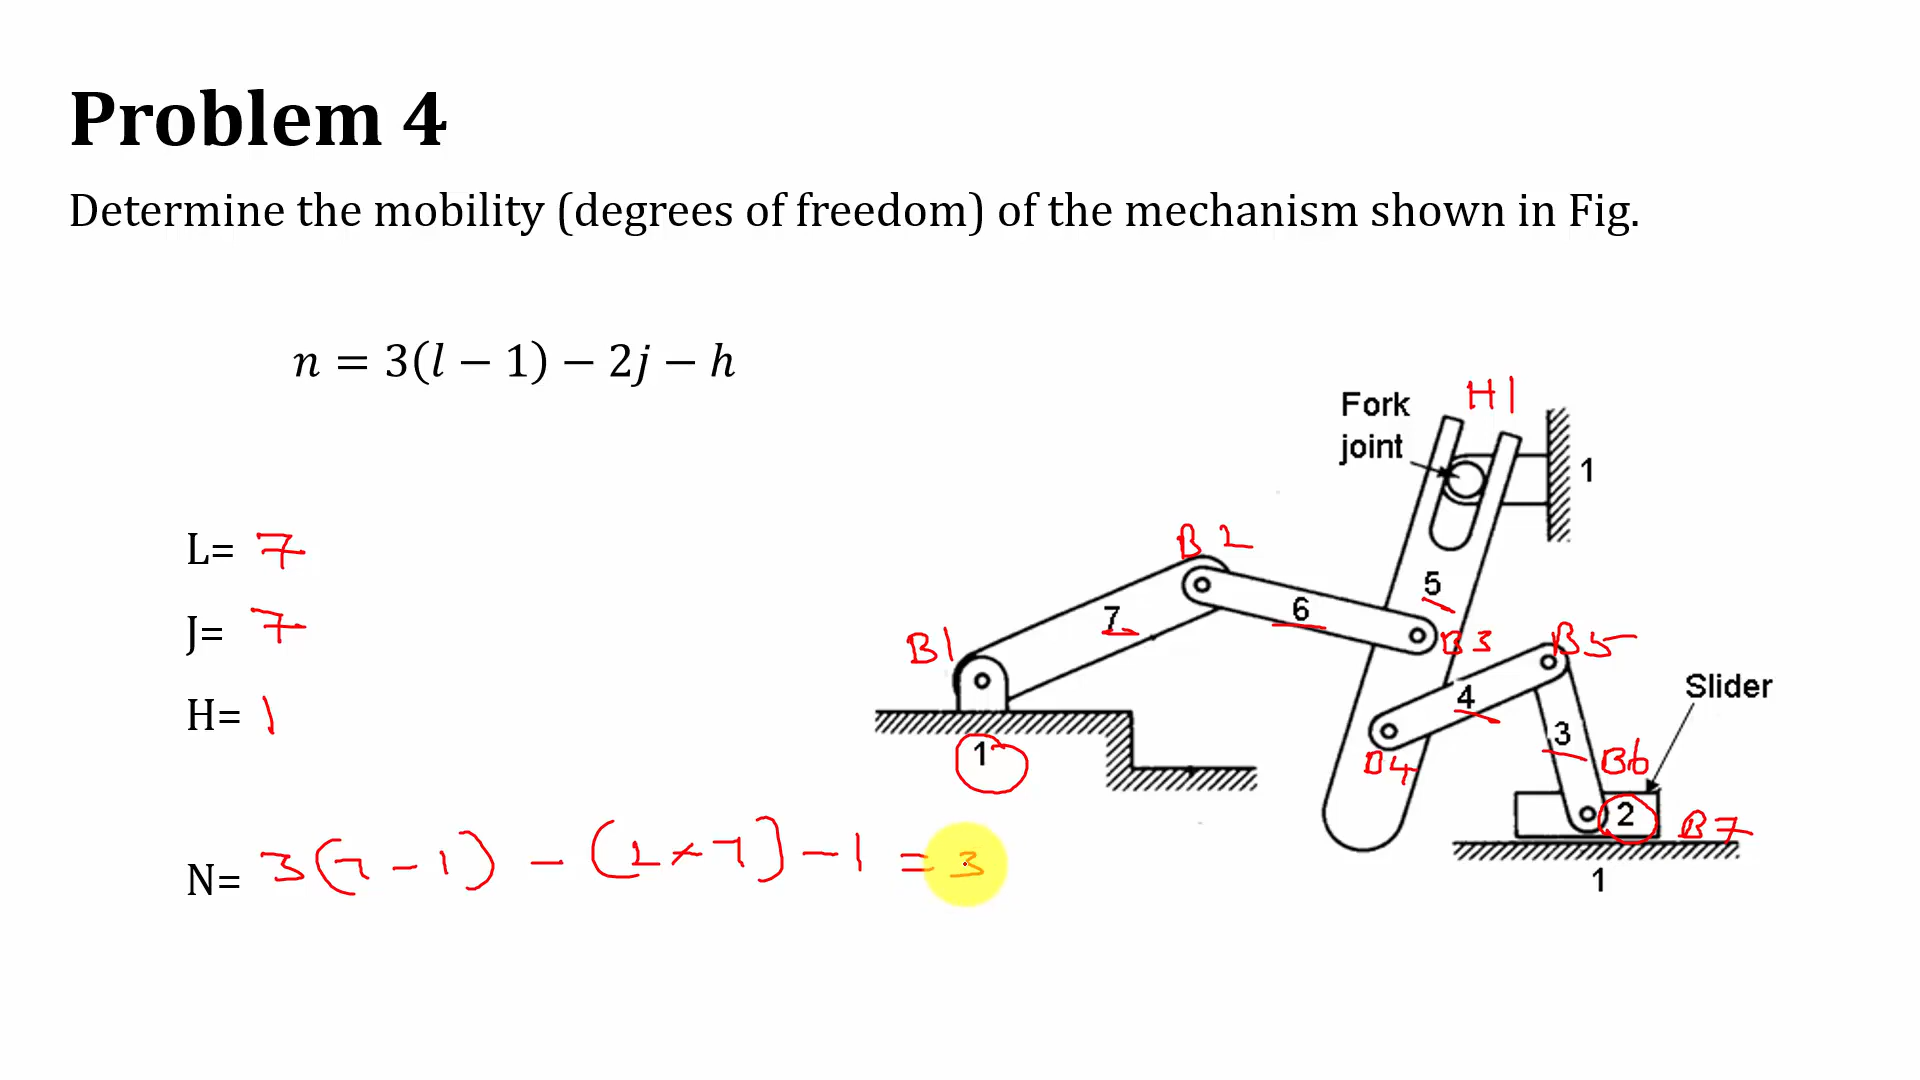 Problem 4
Determine the mobility (degrees of freedom) of the mechanism shown in Fig.
n = 3(l − 1) − 2j − h
H1
Fork
joint
1
L= 7
B2
5
6
7
J= 7
B1
B3
B5
4
Slider
H= 1
3
1
B4
B6
2
B7
N= 3(7-1) - (2×7) -1 = 3
1